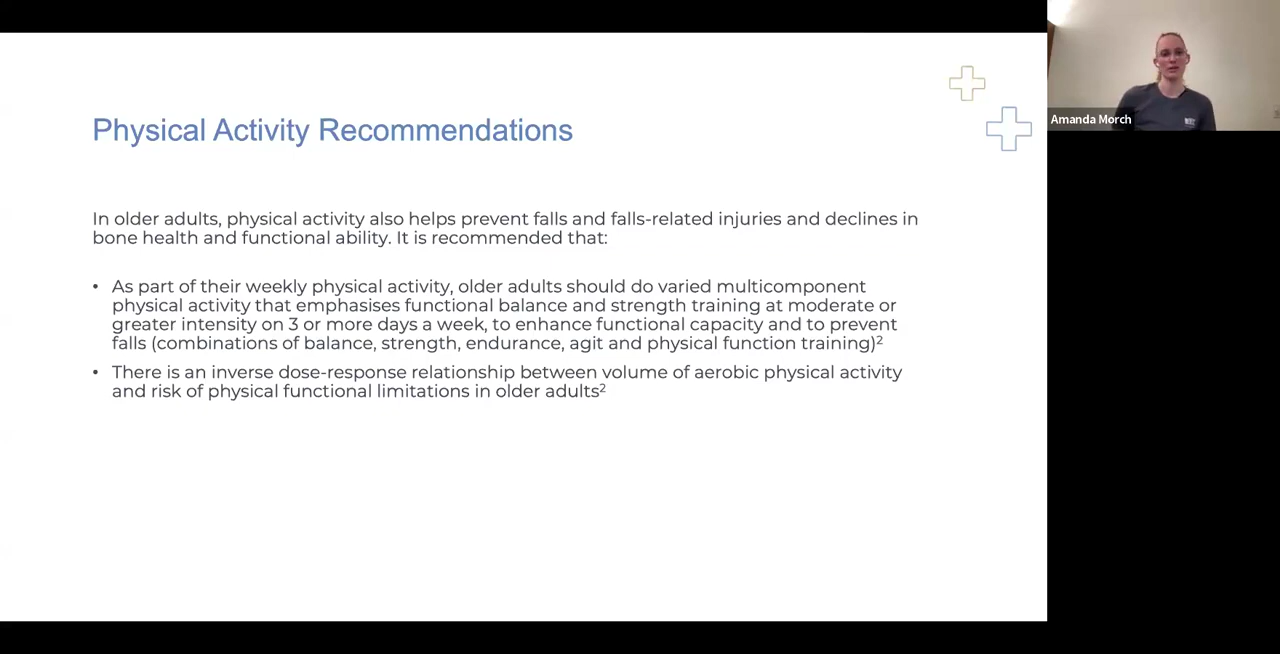 Physical Activity Recommendations
In older adults, physical activity also helps prevent falls and falls-related injuries and declines in
bone health and functional ability. It is recommended that:
• As part of their weekly physical activity, older adults should do varied multicomponent
physical activity that emphasises functional balance and strength training at moderate or
greater intensity on 3 or more days a week, to enhance functional capacity and to prevent
falls (combinations of balance, strength, endurance, agit and physical function training)²
• There is an inverse dose-response relationship between volume of aerobic physical activity
and risk of physical functional limitations in older adults²
Amanda Morch